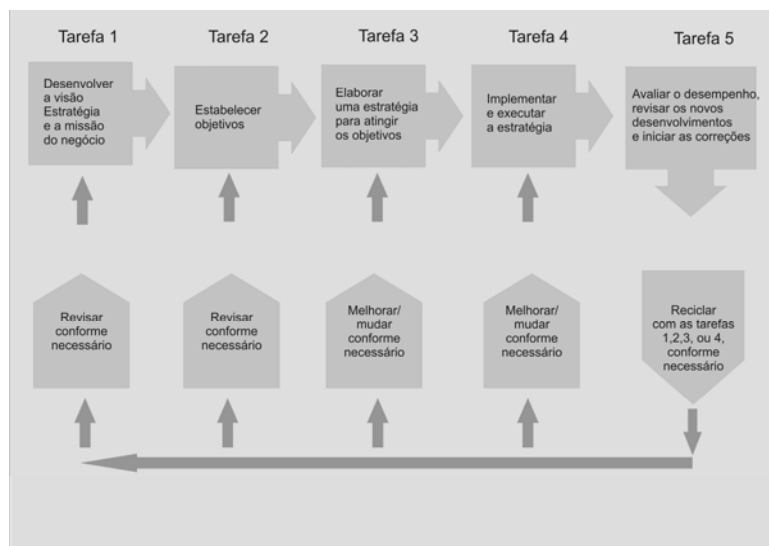 Tarefa 1
Tarefa 2
Tarefa 3
Tarefa 4
Tarefa 5
Desenvolver
a visão
Estratégia
e a missão
do negócio
Estabelecer
objetivos
Elaborar
uma estratégia
para atingir
os objetivos
Implementar
e executar
a estratégia
Avaliar o desempenho,
revisar os novos
desenvolvimentos
e iniciar as correções
Revisar
conforme
necessário
Revisar
conforme
necessário
Melhorar/
mudar
conforme
necessário
Melhorar/
mudar
conforme
necessário
Reciclar
com as tarefas
1,2,3, ou 4,
conforme
necessário